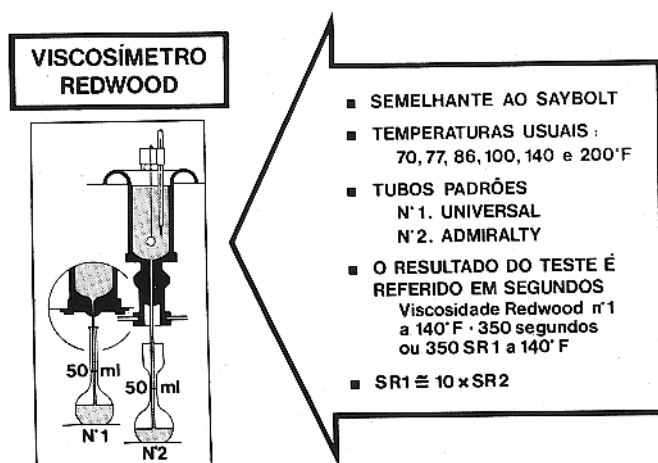 VISCOSÍMETRO
REDWOOD
50 ml
50 ml
N°1
N°2
■ SEMELHANTE AO SAYBOLT
■ TEMPERATURAS USUAIS :
70, 77, 86, 100, 140 e 200°F
■ TUBOS PADRÕES
N°1. UNIVERSAL
N°2. ADMIRALTY
■ O RESULTADO DO TESTE É
REFERIDO EM SEGUNDOS
Viscosidade Redwood n°1
a 140°F · 350 segundos
ou 350 SR1 a 140°F
■ SR1 ≅ 10 x SR2